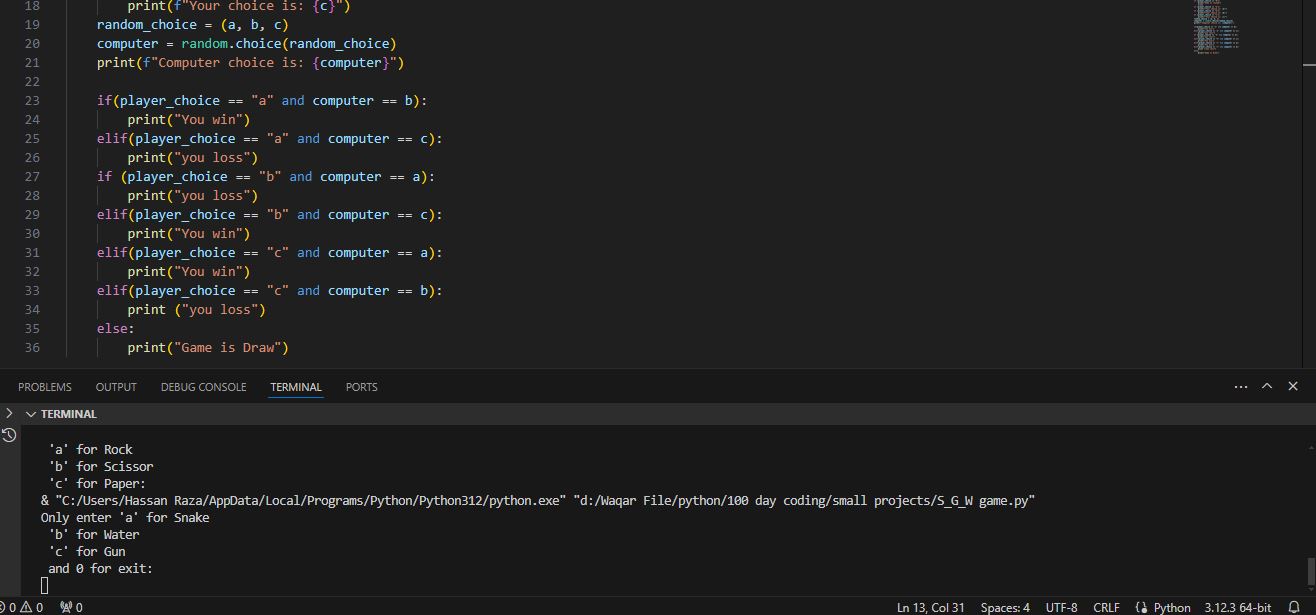 18 print(f"Your choice is: {c}")
19 random_choice = (a, b, c)
20 computer = random.choice(random_choice)
21 print(f"Computer choice is: {computer}")
22
23 if(player_choice == "a" and computer == b):
24 print("You win")
25 elif(player_choice == "a" and computer == c):
26 print("you loss")
27 if (player_choice == "b" and computer == a):
28 print("you loss")
29 elif(player_choice == "b" and computer == c):
30 print("You win")
31 elif(player_choice == "c" and computer == a):
32 print("You win")
33 elif(player_choice == "c" and computer == b):
34 print ("you loss")
35 else:
36 print("Game is Draw")
PROBLEMS OUTPUT DEBUG CONSOLE TERMINAL PORTS
TERMINAL
'a' for Rock
'b' for Scissor
'c' for Paper:
& "C:/Users/Hassan Raza/AppData/Local/Programs/Python/Python312/python.exe" "d:/Waqar File/python/100 day coding/small projects/S_G_W game.py"
Only enter 'a' for Snake
'b' for Water
'c' for Gun
and 0 for exit:
0 0 0 Ln 13, Col 31 Spaces: 4 UTF-8 CRLF Python 3.12.3 64-bit